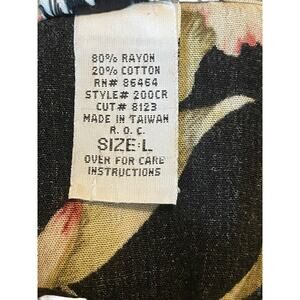 80% RAYON
20% COTTON
RN# 86464
STYLE# 200CR
CUT# 8123
MADE IN TAIWAN
R. O. C.
SIZE:L
OVER FOR CARE
INSTRUCTIONS